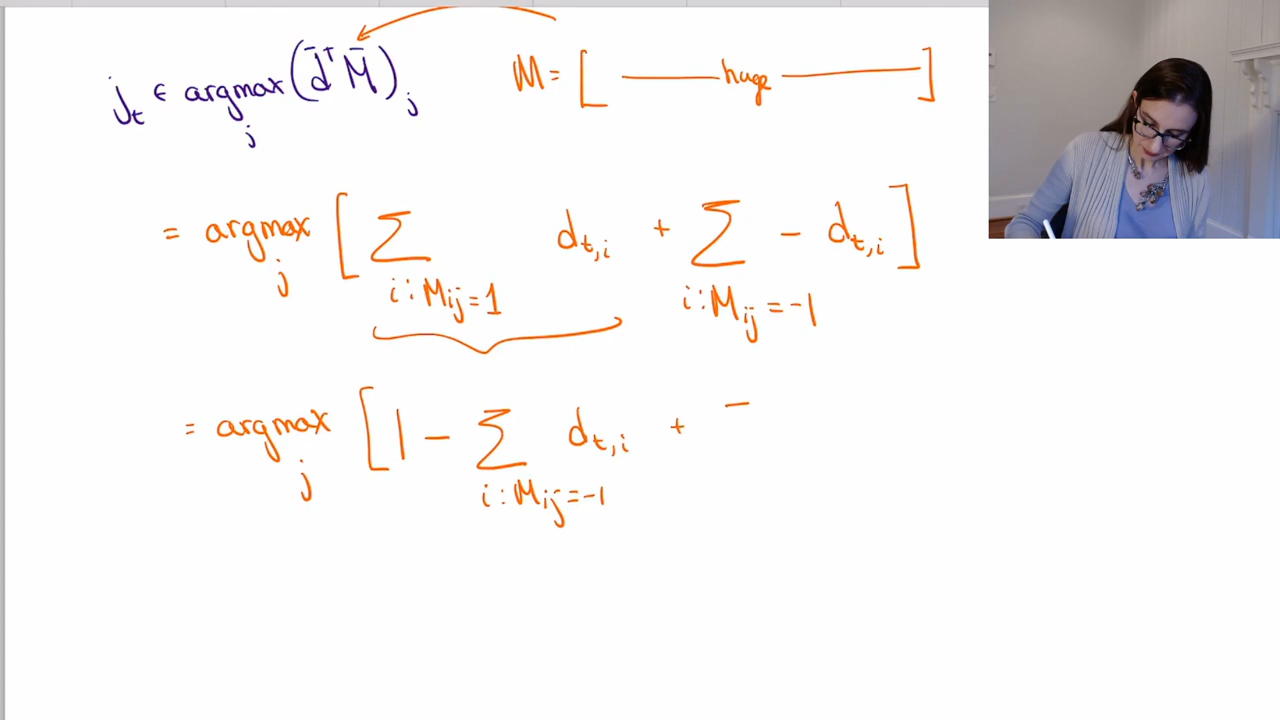 j_t ∈ argmax_j (d̄ᵀ M̄)_j
M = [ —— huge —— ]
= argmax_j [ Σ_{i:M_ij=1} d_{t,i} + Σ_{i:M_ij=-1} - d_{t,i} ]
= argmax_j [ 1 - Σ_{i:M_ij=-1} d_{t,i} + -